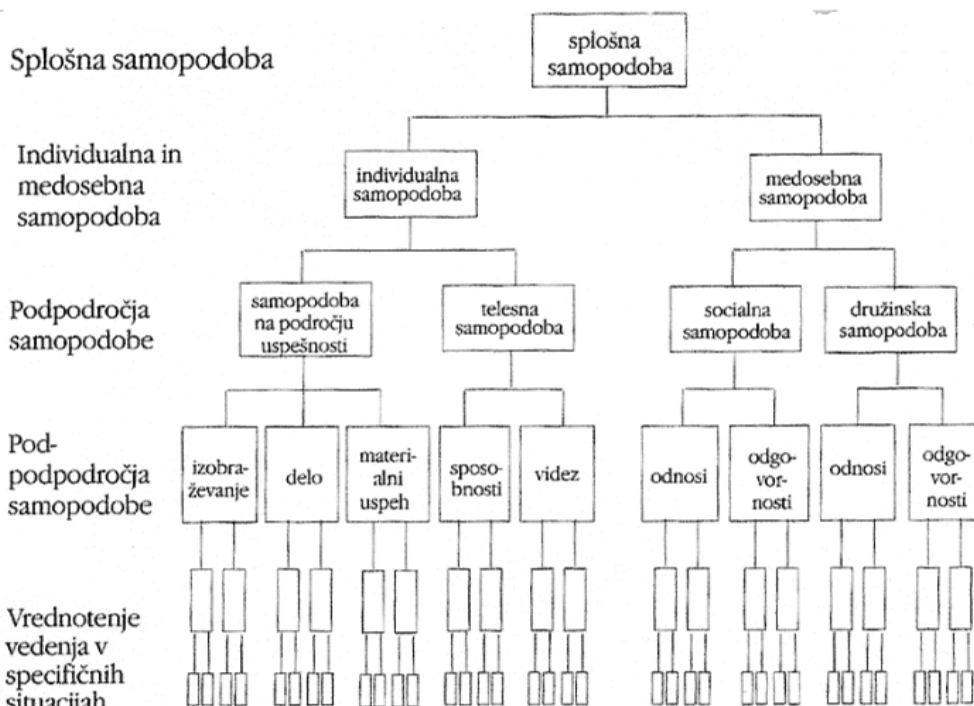 Splošna samopodoba
splošna
samopodoba
Individualna in
medosebna
samopodoba
individualna
samopodoba
medosebna
samopodoba
Podpodročja
samopodobe
samopodoba
na področju
uspešnosti
telesna
samopodoba
socialna
samopodoba
družinska
samopodoba
Pod-
podpodročja
samopodobe
izobra-
ževanje
delo
materi-
alni
uspeh
sposo-
bnosti
videz
odnosi
odgo-
vor-
nosti
odnosi
odgo-
vor-
nosti
Vrednotenje
vedenja v
specifičnih
situacijah